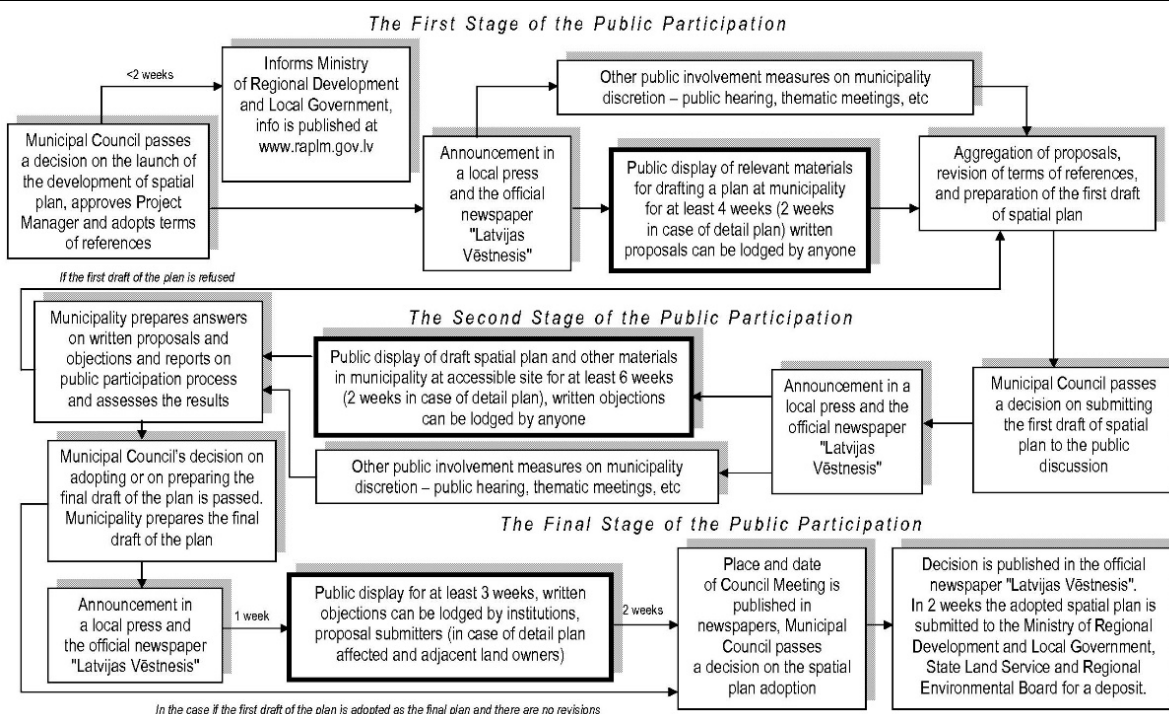 The First Stage of the Public Participation
<2 weeks
Informs Ministry
of Regional Development
and Local Government,
info is published at
www.raplm.gov.lv
Other public involvement measures on municipality
discretion – public hearing, thematic meetings, etc
Municipal Council passes
a decision on the launch of
the development of spatial
plan, approves Project
Manager and adopts terms
of references
Announcement in
a local press
and the official
newspaper
"Latvijas
Vēstnesis"
Public display of relevant materials
for drafting a plan at municipality
for at least 4 weeks (2 weeks
in case of detail plan) written
proposals can be lodged by anyone
Aggregation of proposals,
revision of terms of references,
and preparation of the first draft
of spatial plan
If the first draft of the plan is refused
The Second Stage of the Public Participation
Municipality prepares answers
on written proposals and
objections and reports on
public participation process
and assesses the results
Public display of draft spatial plan and other materials
in municipality at accessible site for at least 6 weeks
(2 weeks in case of detail plan), written objections
can be lodged by anyone
Announcement in a
local press and the
official newspaper
"Latvijas
Vēstnesis"
Municipal Council passes
a decision on submitting
the first draft of spatial
plan to the public
discussion
Other public involvement measures on municipality
discretion – public hearing, thematic meetings, etc
Municipal Council's decision on
adopting or on preparing the
final draft of the plan is passed.
Municipality prepares the final
draft of the plan
The Final Stage of the Public Participation
Announcement in
a local press and
the official newspaper
"Latvijas Vēstnesis"
1 week
Public display for at least 3 weeks, written
objections can be lodged by institutions,
proposal submitters (in case of detail plan
affected and adjacent land owners)
2 weeks
Place and date
of Council Meeting is
published in
newspapers, Municipal
Council passes
a decision on the spatial
plan adoption
Decision is published in the official
newspaper "Latvijas Vēstnesis".
In 2 weeks the adopted spatial plan is
submitted to the Ministry of Regional
Development and Local Government,
State Land Service and Regional
Environmental Board for a deposit.
In the case if the first draft of the plan is adopted as the final plan and there are no revisions